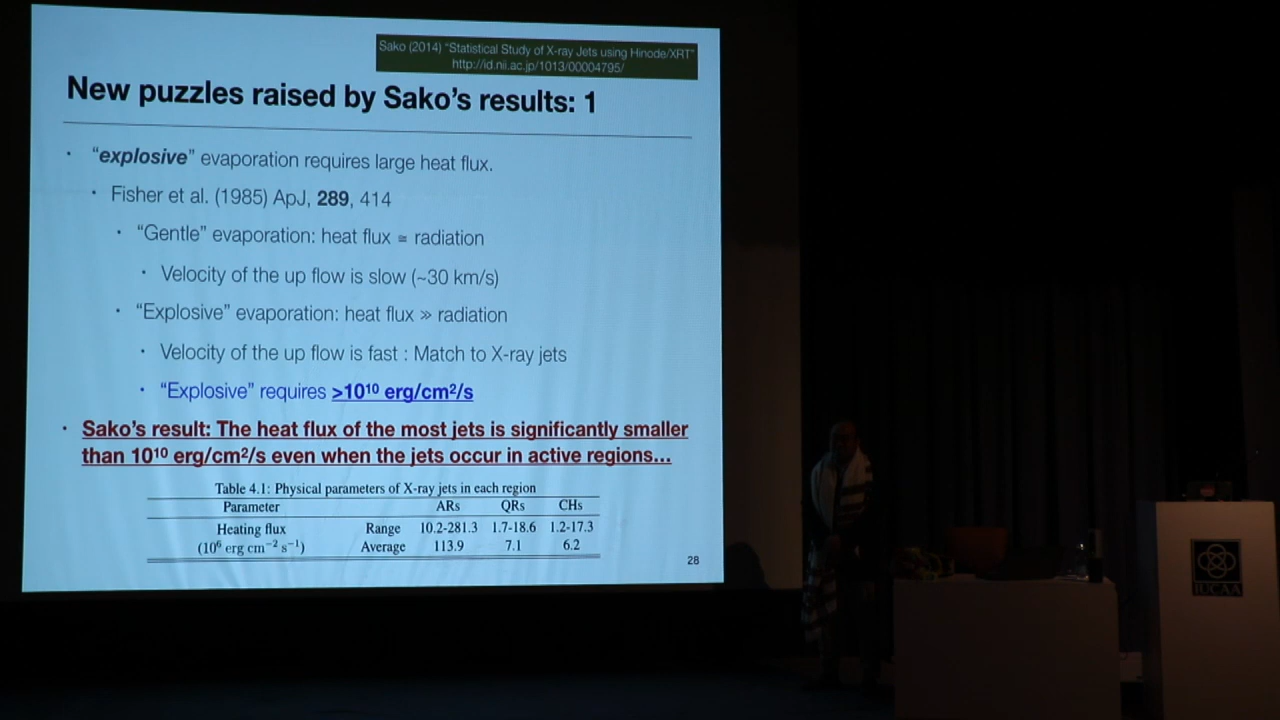 Sako (2014) “Statistical Study of X-ray Jets using Hinode/XRT”
http://id.nii.ac.jp/1013/00004795/
New puzzles raised by Sako’s results: 1
• “explosive” evaporation requires large heat flux.
• Fisher et al. (1985) ApJ, 289, 414
• “Gentle” evaporation: heat flux ≃ radiation
• Velocity of the up flow is slow (~30 km/s)
• “Explosive” evaporation: heat flux ≫ radiation
• Velocity of the up flow is fast : Match to X-ray jets
• “Explosive” requires >10¹⁰ erg/cm²/s
• Sako’s result: The heat flux of the most jets is significantly smaller
than 10¹⁰ erg/cm²/s even when the jets occur in active regions…
Table 4.1: Physical parameters of X-ray jets in each region
Parameter ARs QRs CHs
Heating flux Range 10.2-281.3 1.7-18.6 1.2-17.3
(10⁶ erg cm⁻² s⁻¹) Average 113.9 7.1 6.2
28
IUCAA